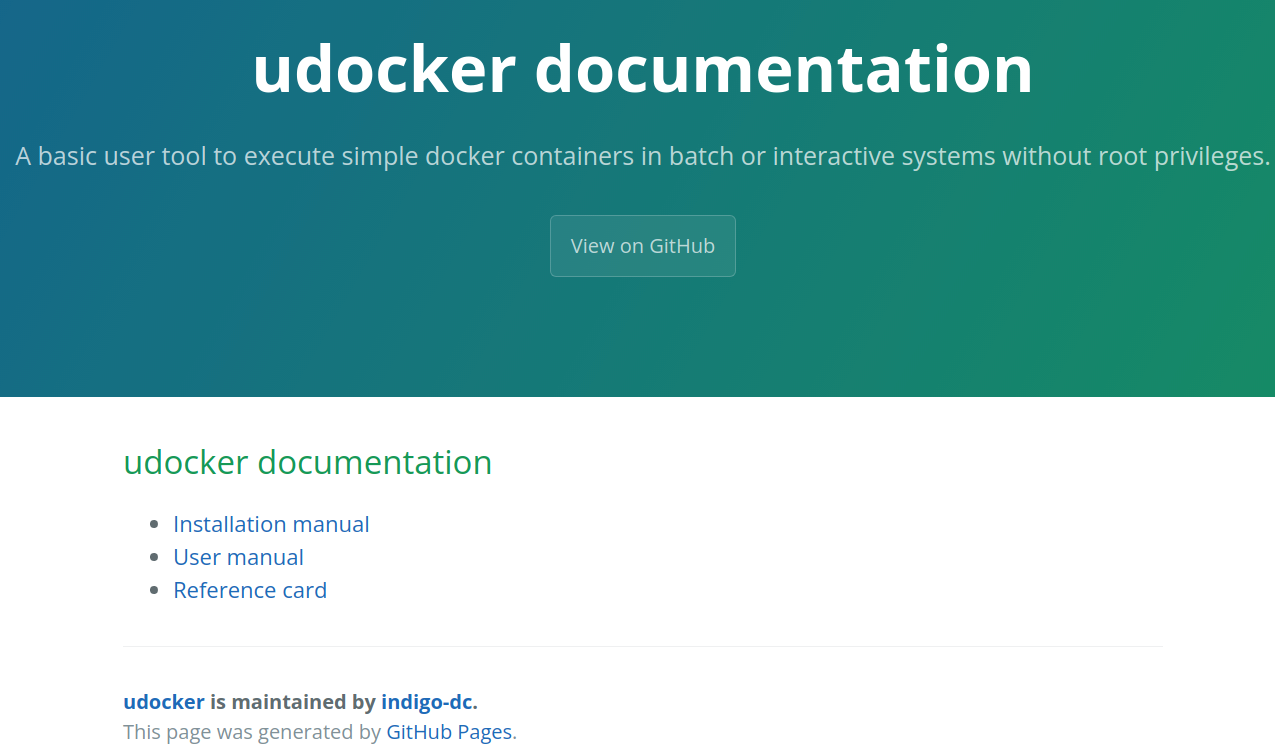 udocker documentation
A basic user tool to execute simple docker containers in batch or interactive systems without root privileges.
View on GitHub
udocker documentation
Installation manual
User manual
Reference card
udocker is maintained by indigo-dc.
This page was generated by GitHub Pages.